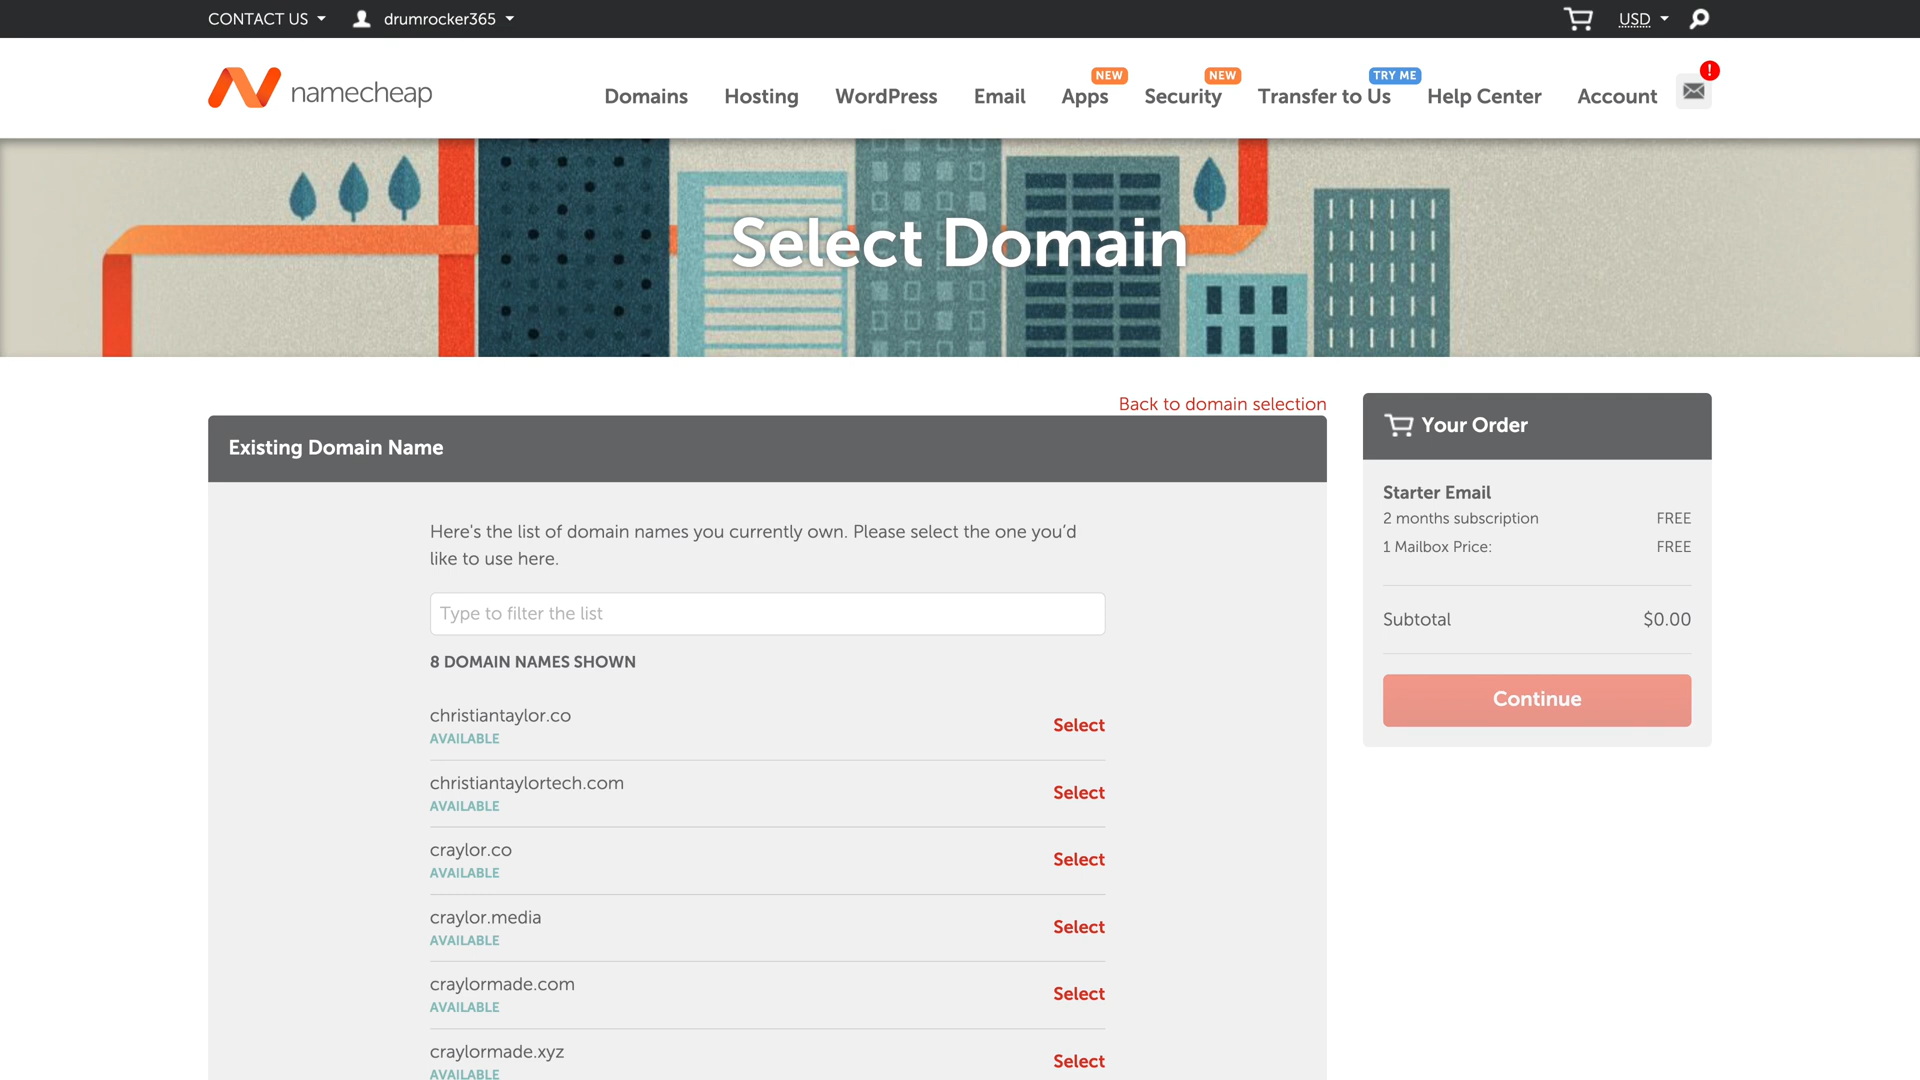 CONTACT US
drumrocker365
USD
namecheap
Domains
Hosting
WordPress
Email
Apps
NEW
Security
NEW
Transfer to Us
TRY ME
Help Center
Account
!
Select Domain
Back to domain selection
Existing Domain Name
Here's the list of domain names you currently own. Please select the one you’d
like to use here.
Type to filter the list
8 DOMAIN NAMES SHOWN
christiantaylor.co
AVAILABLE
Select
christiantaylortech.com
AVAILABLE
Select
craylor.co
AVAILABLE
Select
craylor.media
AVAILABLE
Select
craylormade.com
AVAILABLE
Select
craylormade.xyz
AVAILABLE
Select
Your Order
Starter Email
2 months subscription FREE
1 Mailbox Price: FREE
Subtotal $0.00
Continue